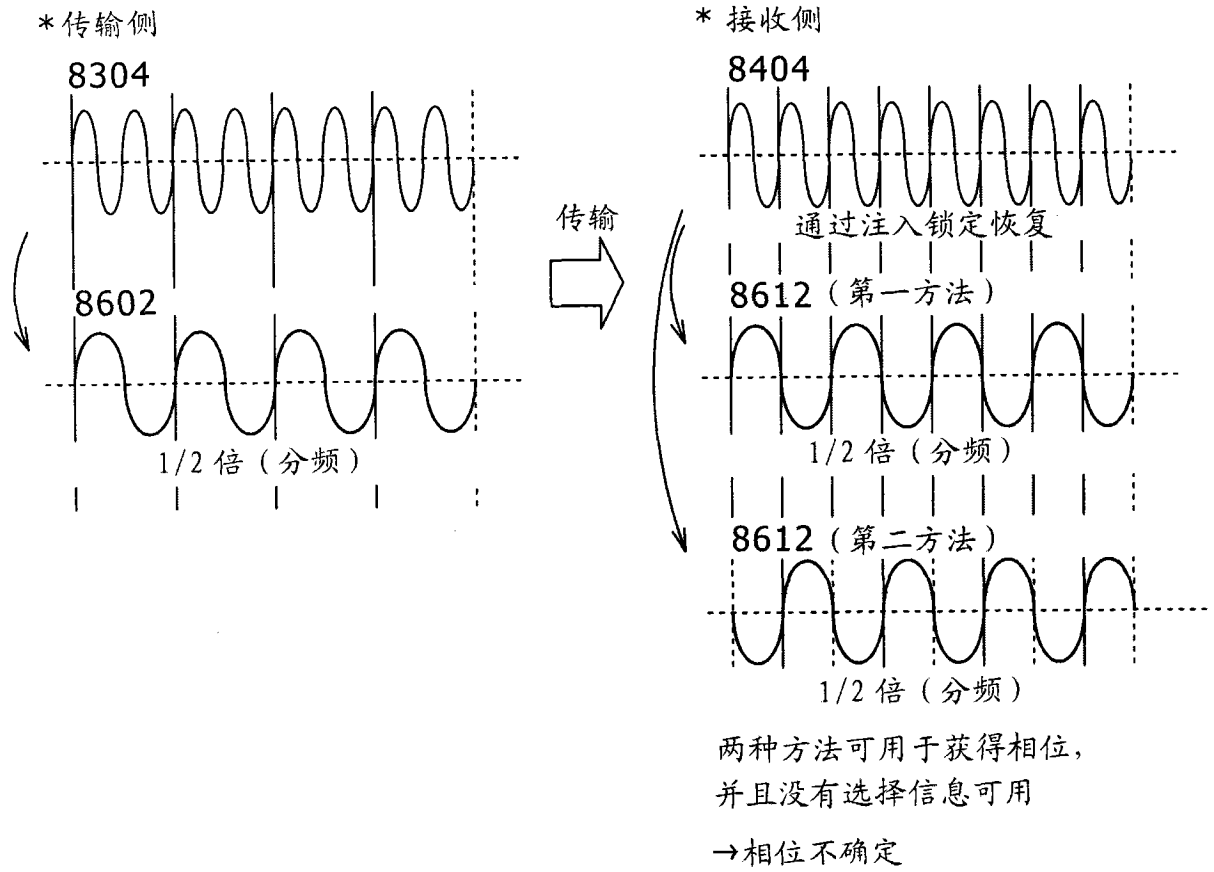 *传输侧
8304
8602
1/2倍（分频）
传输
* 接收侧
8404
通过注入锁定恢复
8612（第一方法）
1/2倍（分频）
8612（第二方法）
1/2倍（分频）
两种方法可用于获得相位，
并且没有选择信息可用
→相位不确定